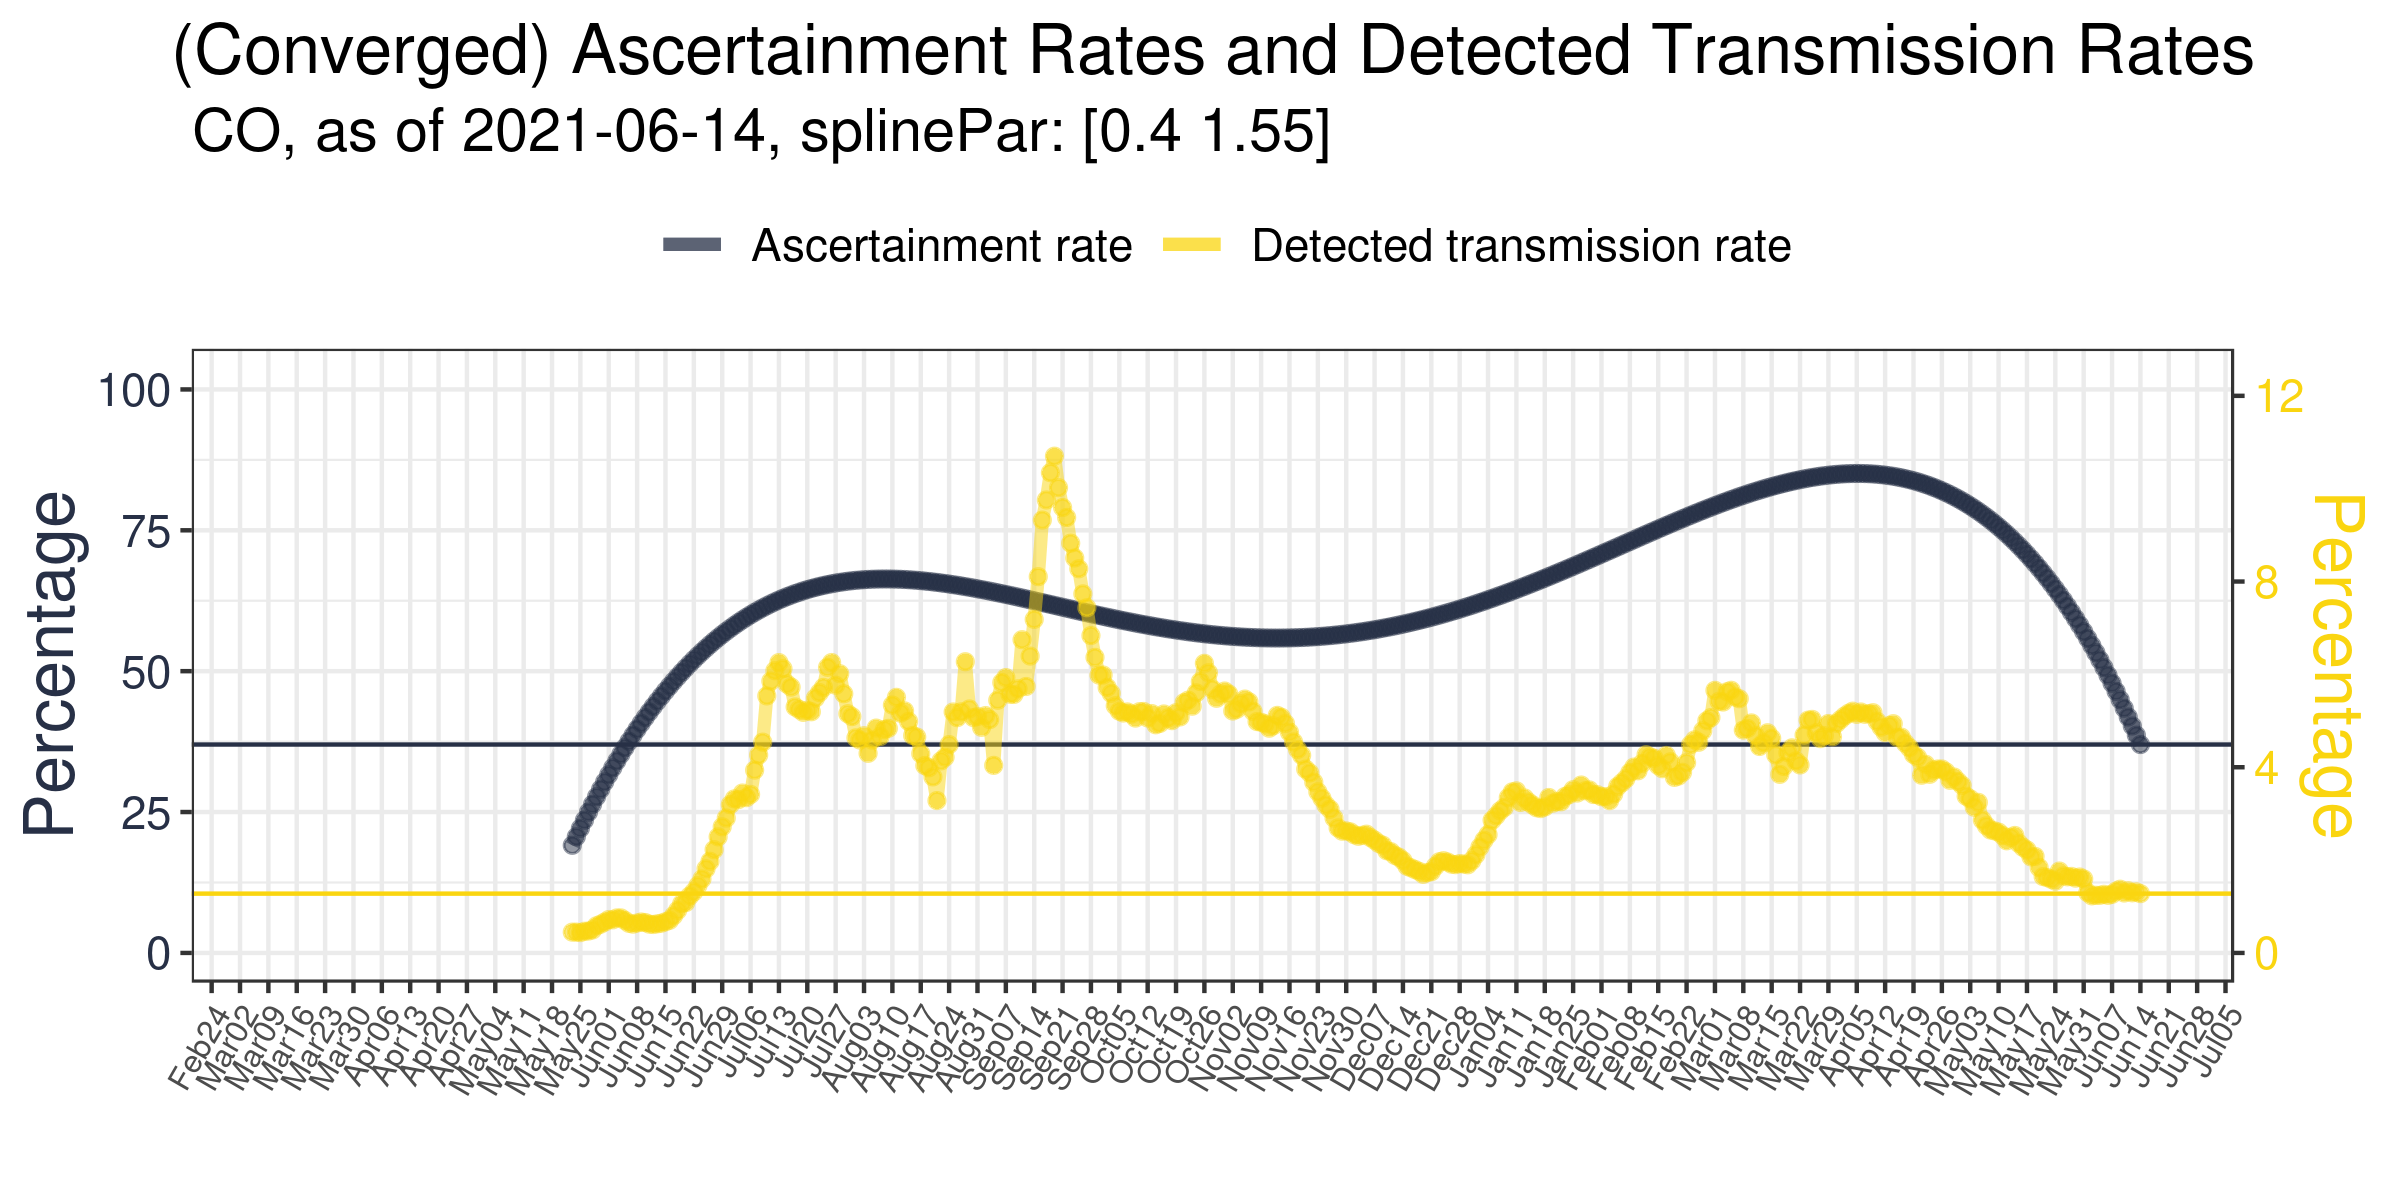 (Converged) Ascertainment Rates and Detected Transmission Rates
CO, as of 2021-06-14, splinePar: [0.4 1.55]
Ascertainment rate Detected transmission rate
100
75
50
25
0
Percentage
12
8
4
0
Percentage
Feb24 Mar02 Mar09 Mar16 Mar23 Mar30 Apr06 Apr13 Apr20 Apr27 May04 May11 May18 May25 Jun01 Jun08 Jun15 Jun22 Jun29 Jul06 Jul13 Jul20 Jul27 Aug03 Aug10 Aug17 Aug24 Aug31 Sep07 Sep14 Sep21 Sep28 Oct05 Oct12 Oct19 Oct26 Nov02 Nov09 Nov16 Nov23 Nov30 Dec07 Dec14 Dec21 Dec28 Jan04 Jan11 Jan18 Jan25 Feb01 Feb08 Feb15 Feb22 Mar01 Mar08 Mar15 Mar22 Mar29 Apr05 Apr12 Apr19 Apr26 May03 May10 May17 May24 May31 Jun07 Jun14 Jun21 Jun28 Jul05